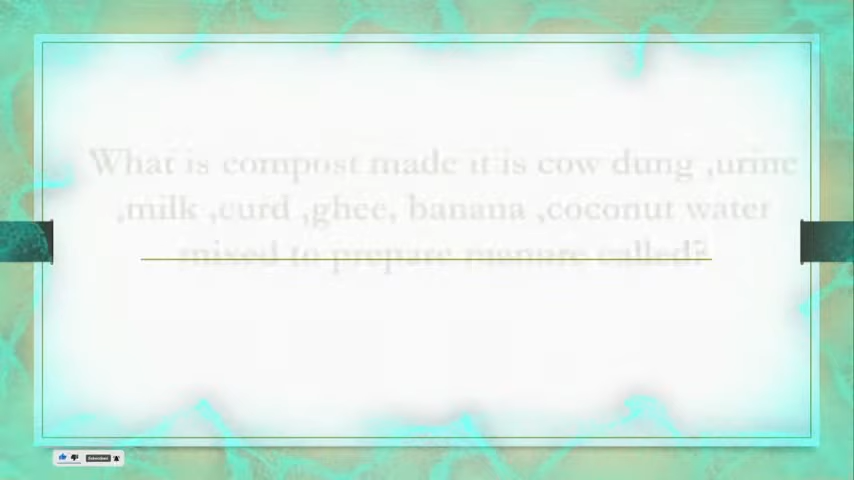 What is compost made it is cow dung ,urine
,milk ,curd ,ghee, banana ,coconut water
mixed to prepare menure called?